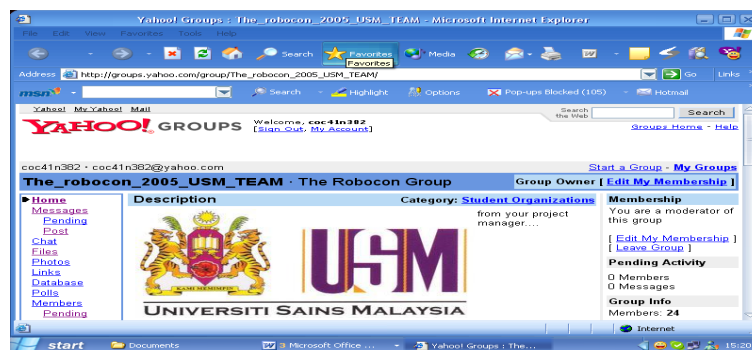 Yahoo! Groups : The_robocon_2005_USM_TEAM - Microsoft Internet Explorer
File Edit View Favorites Tools Help
Search Favorites Media
Favorites
Address http://groups.yahoo.com/group/The_robocon_2005_USM_TEAM/ Go Links
msn Search Highlight Options Pop-ups Blocked (105) Hotmail
Yahoo! My Yahoo! Mail Search the Web Search
YAHOO! GROUPS Welcome, coc41n382 [Sign Out, My Account] Groups Home - Help
coc41n382 · coc41n382@yahoo.com Start a Group - My Groups
The_robocon_2005_USM_TEAM · The Robocon Group Group Owner [ Edit My Membership ]
Home
Messages
Pending
Post
Chat
Files
Photos
Links
Database
Polls
Members
Pending
Description Category: Student Organizations
from your project manager....
KAMI MEMIMPIN
USM
UNIVERSITI SAINS MALAYSIA
Membership
You are a moderator of this group
[ Edit My Membership ]
[ Leave Group ]
Pending Activity
0 Members
0 Messages
Group Info
Members: 24
Internet
start Documents 3 Microsoft Office ... Yahoo! Groups : The... 15:20